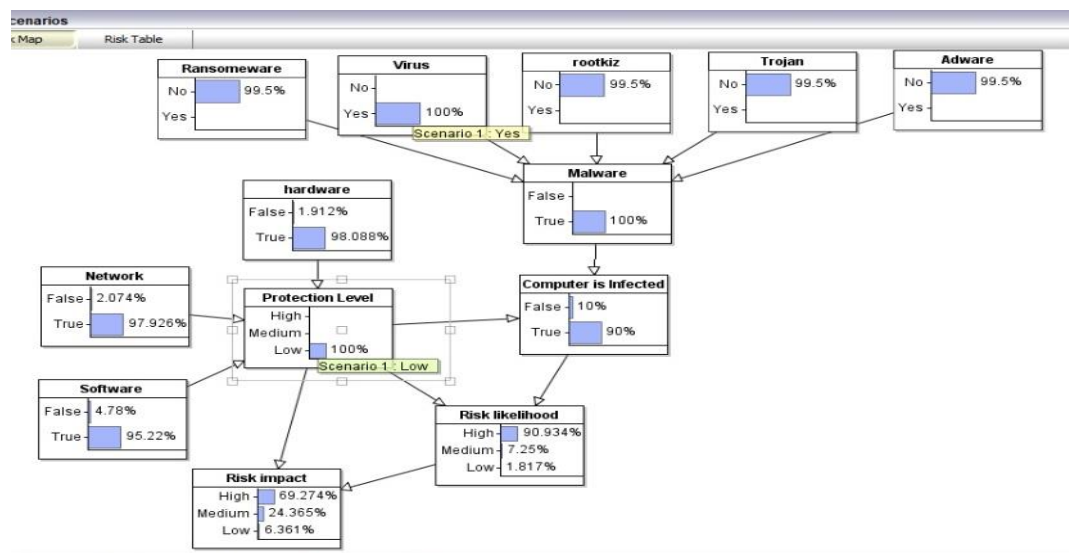 cenarios
k Map
Risk Table
Ransomeware
No
99.5%
Yes
Virus
No
Yes
100%
Scenario 1 : Yes
rootkiz
No
99.5%
Yes
Trojan
No
99.5%
Yes
Adware
No
99.5%
Yes
Malware
False
True
100%
hardware
False
1.912%
True
98.088%
Network
False
2.074%
True
97.926%
Protection Level
High
Medium
Low
100%
Scenario 1 : Low
Computer is Infected
False
10%
True
90%
Software
False
4.78%
True
95.22%
Risk likelihood
High
90.934%
Medium
7.25%
Low
1.817%
Risk impact
High
69.274%
Medium
24.365%
Low
6.361%